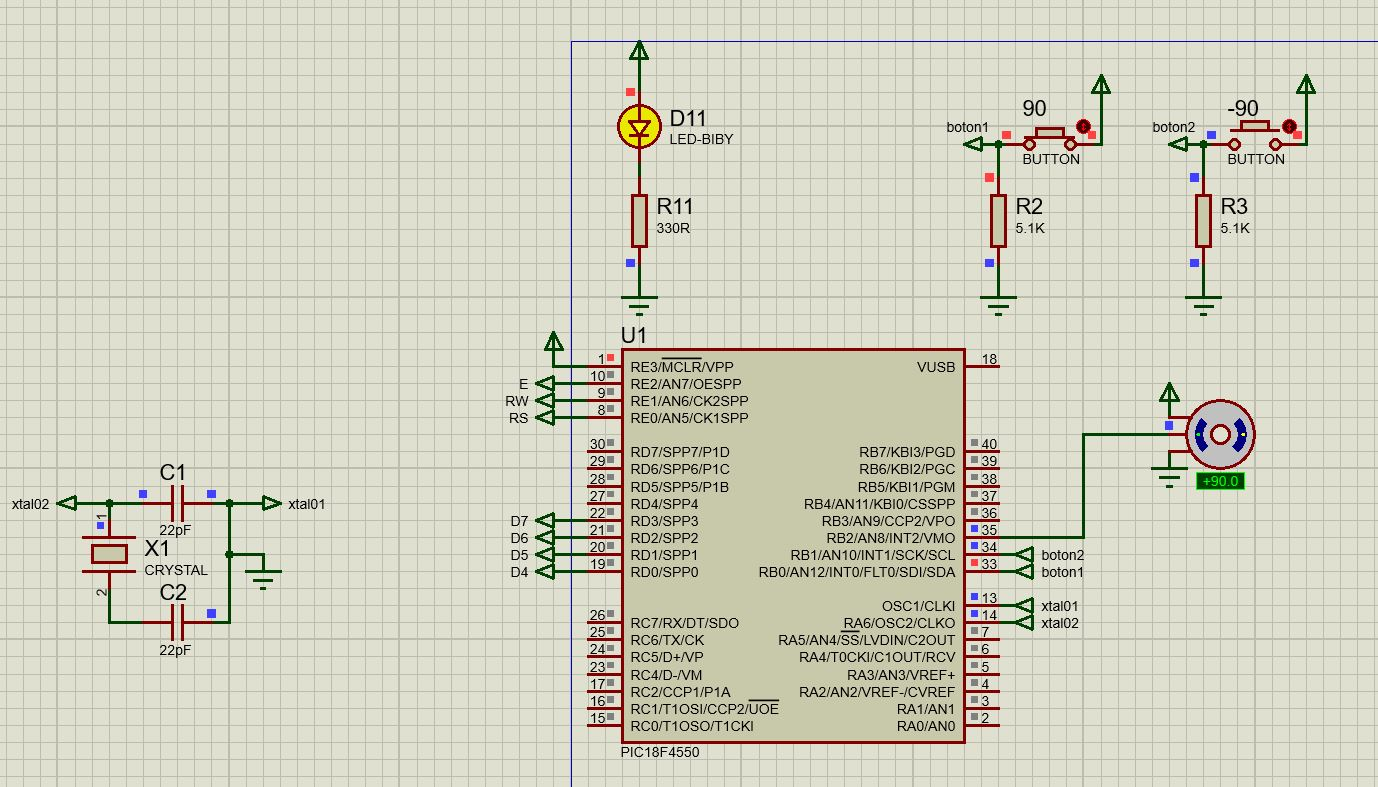 D11
LED-BIBY
R11
330R
90
boton1
BUTTON
R2
5.1K
-90
boton2
BUTTON
R3
5.1K
U1
1 RE3/MCLR/VPP
E 10 RE2/AN7/OESPP
RW 9 RE1/AN6/CK2SPP
RS 8 RE0/AN5/CK1SPP
30 RD7/SPP7/P1D
29 RD6/SPP6/P1C
28 RD5/SPP5/P1B
27 RD4/SPP4
D7 22 RD3/SPP3
D6 21 RD2/SPP2
D5 20 RD1/SPP1
D4 19 RD0/SPP0
26 RC7/RX/DT/SDO
25 RC6/TX/CK
24 RC5/D+/VP
23 RC4/D-/VM
17 RC2/CCP1/P1A
16 RC1/T1OSI/CCP2/UOE
15 RC0/T1OSO/T1CKI
VUSB 18
RB7/KBI3/PGD 40
RB6/KBI2/PGC 39
RB5/KBI1/PGM 38
RB4/AN11/KBI0/CSSPP 37
RB3/AN9/CCP2/VPO 36
RB2/AN8/INT2/VMO 35
RB1/AN10/INT1/SCK/SCL 34 boton2
RB0/AN12/INT0/FLT0/SDI/SDA 33 boton1
OSC1/CLKI 13 xtal01
RA6/OSC2/CLKO 14 xtal02
RA5/AN4/SS/LVDIN/C2OUT 7
RA4/T0CKI/C1OUT/RCV 6
RA3/AN3/VREF+ 5
RA2/AN2/VREF-/CVREF 4
RA1/AN1 3
RA0/AN0 2
PIC18F4550
+90.0
C1
xtal02
xtal01
22pF
1
X1
CRYSTAL
2
C2
22pF